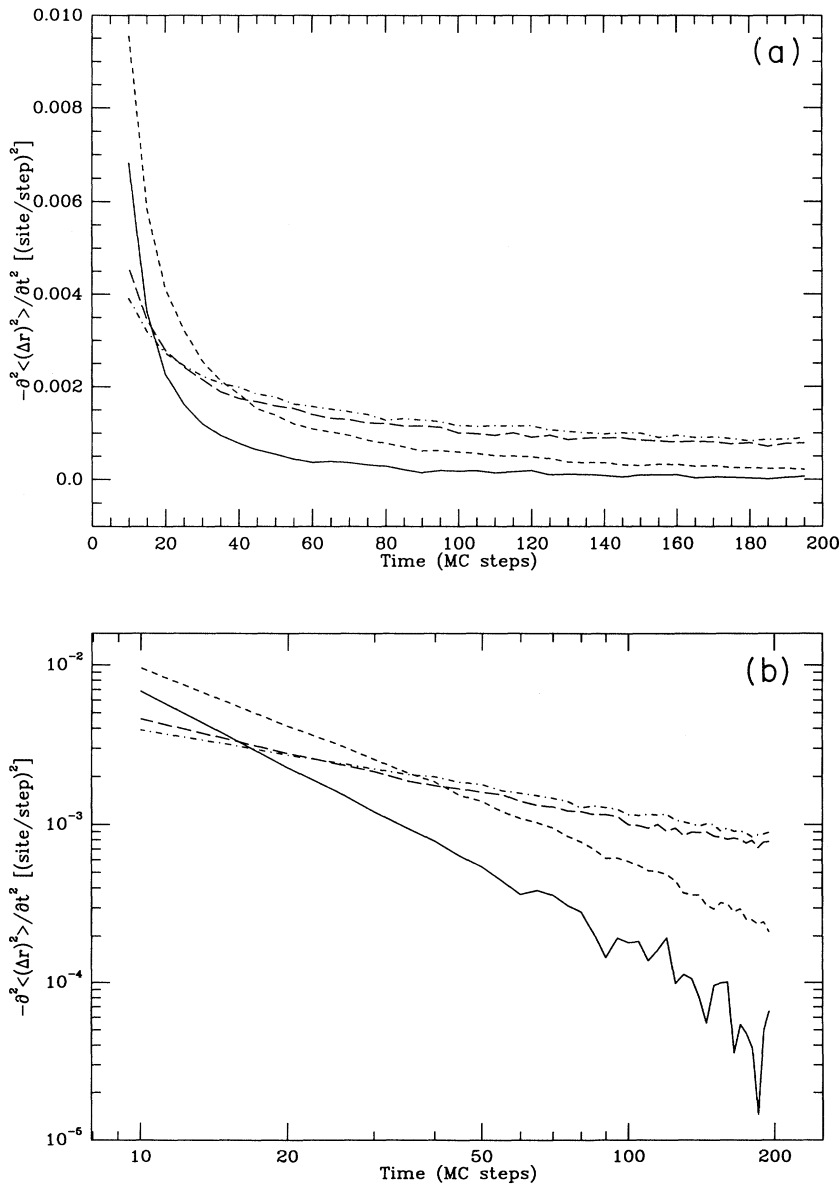 (a)
0.010
0.008
0.006
0.004
0.002
0.0
−∂²<(Δr)²>/∂t² [(site/step)²]
0 20 40 60 80 100 120 140 160 180 200
Time (MC steps)
(b)
10⁻²
10⁻³
10⁻⁴
10⁻⁵
−∂²<(Δr)²>/∂t² [(site/step)²]
10 20 50 100 200
Time (MC steps)